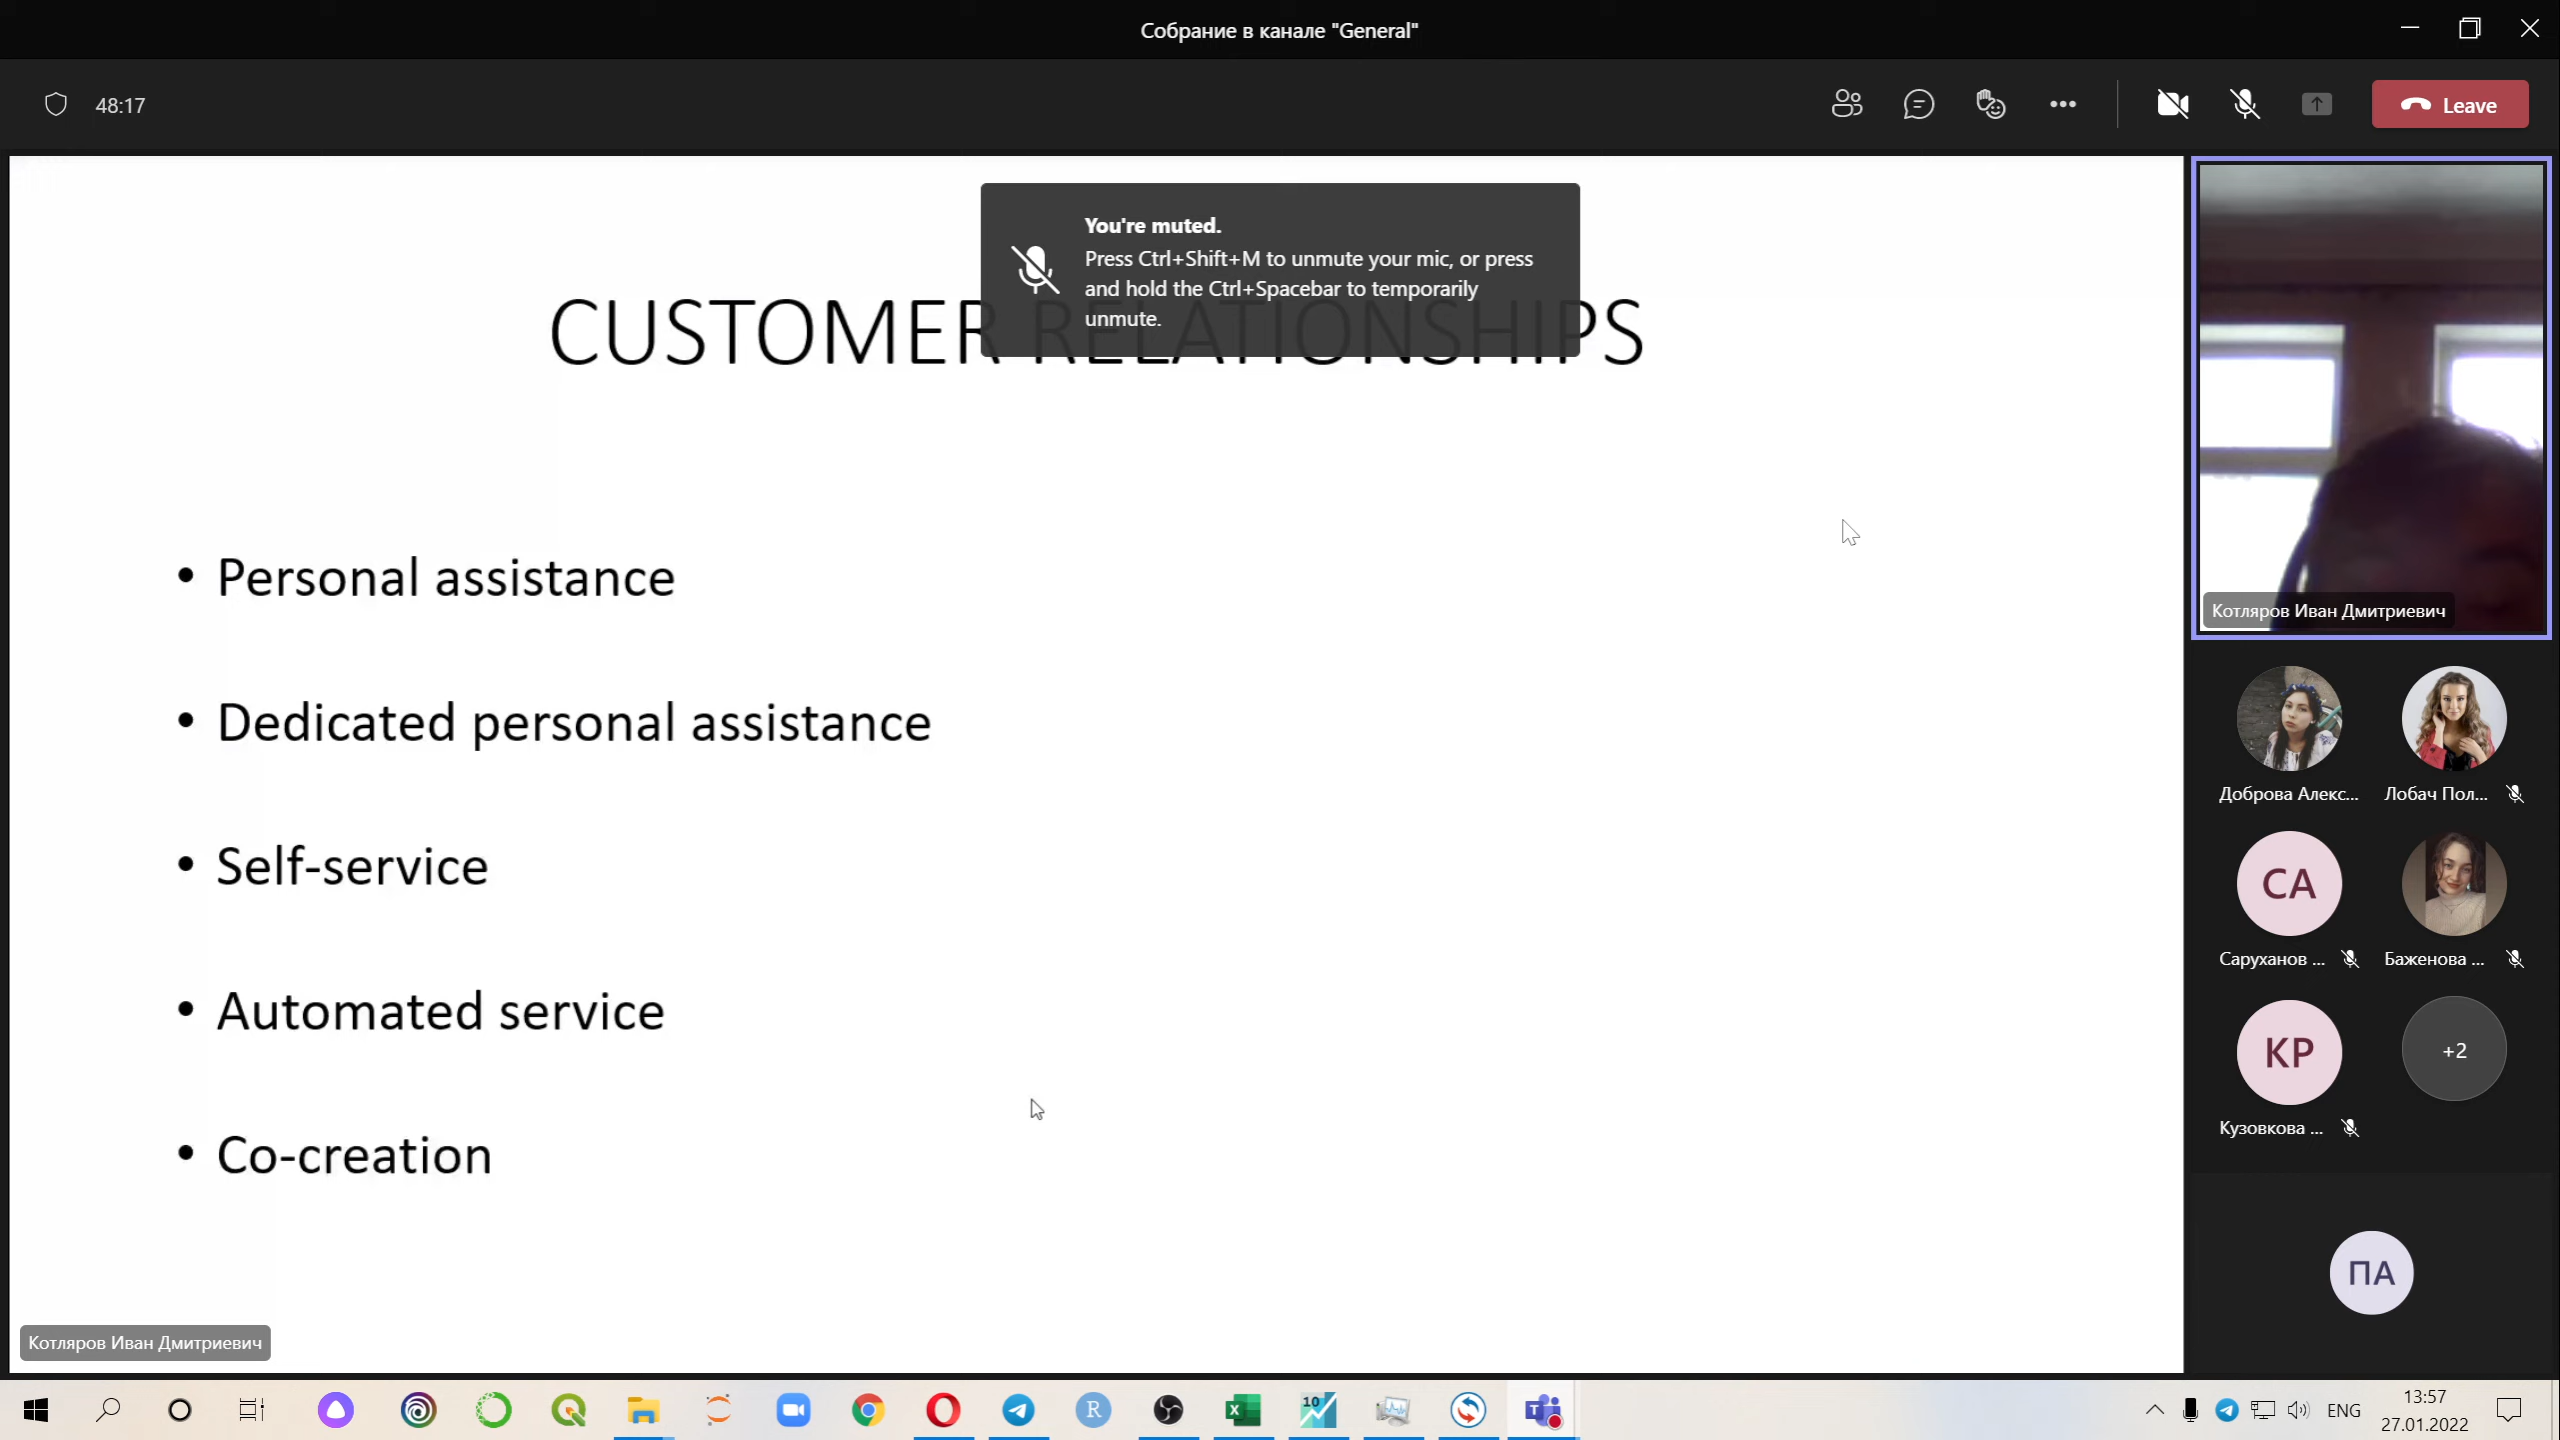 Собрание в канале "General"
48:17
Leave
You're muted.
Press Ctrl+Shift+M to unmute your mic, or press
and hold the Ctrl+Spacebar to temporarily
unmute.
CUSTOMER RELATIONSHIPS
• Personal assistance
• Dedicated personal assistance
• Self-service
• Automated service
• Co-creation
Котляров Иван Дмитриевич
Котляров Иван Дмитриевич
Доброва Алекс...
Лобач Пол...
СА
Саруханов ...
Баженова ...
КР
Кузовкова ...
+2
ПА
R
X
10
T
ENG
13:57
27.01.2022